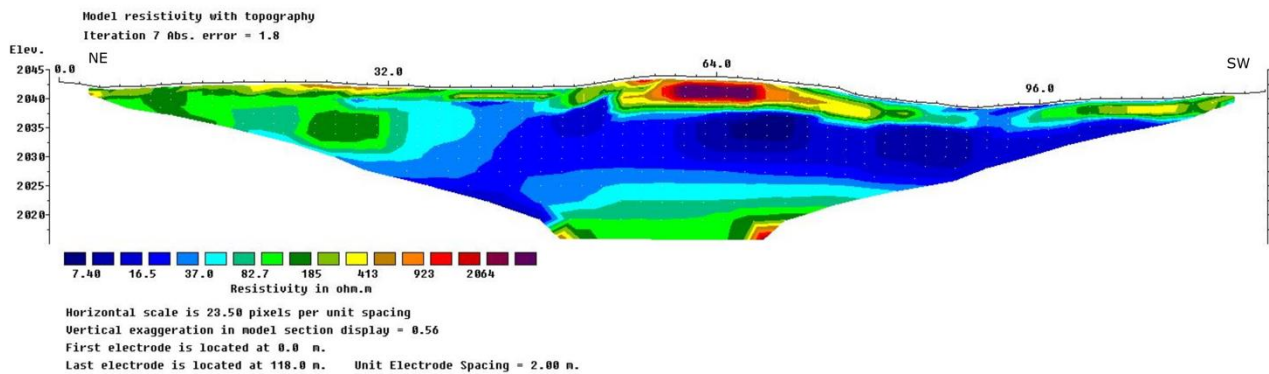 Model resistivity with topography
Iteration 7 Abs. error = 1.8
Elev.
NE
SW
0.0 32.0 64.0 96.0
2045
2040
2035
2030
2025
2020
7.40 16.5 37.0 82.7 185 413 923 2064
Resistivity in ohm.m
Horizontal scale is 23.50 pixels per unit spacing
Vertical exaggeration in model section display = 0.56
First electrode is located at 0.0 m.
Last electrode is located at 118.0 m. Unit Electrode Spacing = 2.00 m.